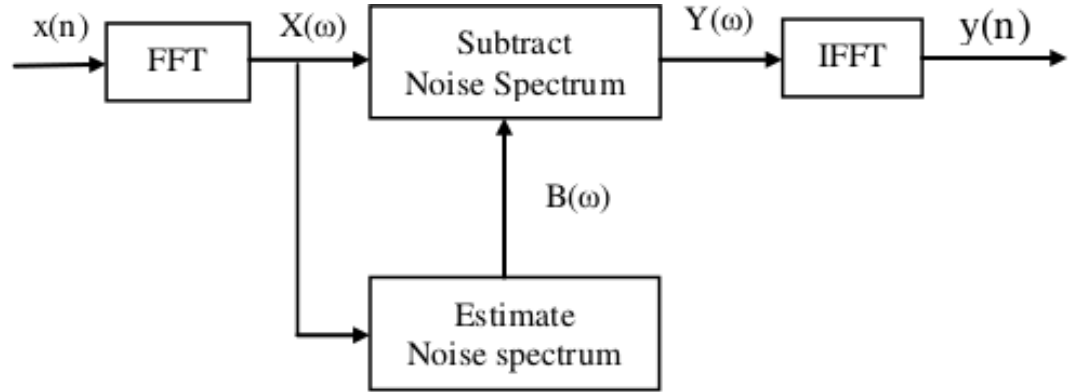 x(n)
FFT
X(ω)
Subtract
Noise Spectrum
Y(ω)
IFFT
y(n)
B(ω)
Estimate
Noise spectrum